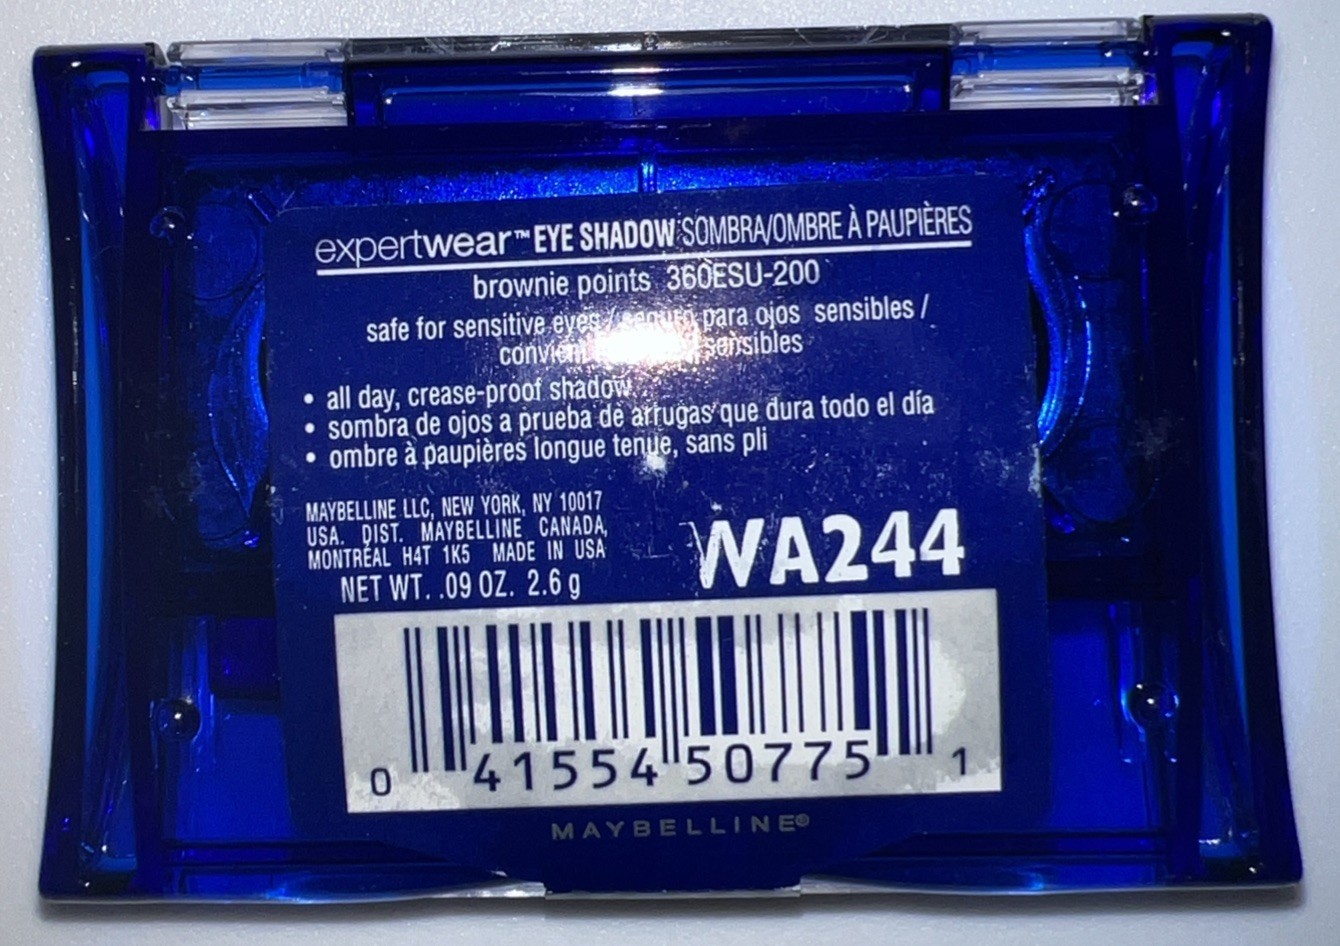 expertwear™ EYE SHADOW SOMBRA/OMBRE À PAUPIÈRES
brownie points 360ESU-200
safe for sensitive eyes / seguro para ojos sensibles /
convient sensibles
• all day, crease-proof shadow
• sombra de ojos a prueba de arrugas que dura todo el día
• ombre à paupières longue tenue, sans pli
MAYBELLINE LLC, NEW YORK, NY 10017
USA. DIST. MAYBELLINE CANADA,
MONTRÉAL H4T 1K5 MADE IN USA
NET WT. .09 OZ. 2.6 g
WA244
0 41554 50775 1
MAYBELLINE®